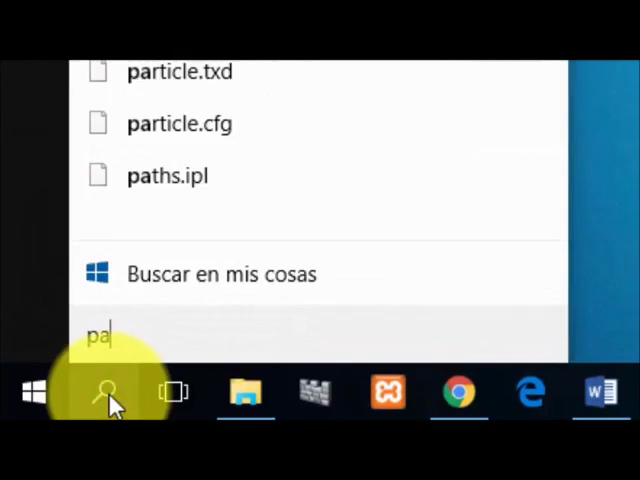 particle.txd
particle.cfg
paths.ipl
Buscar en mis cosas
pa